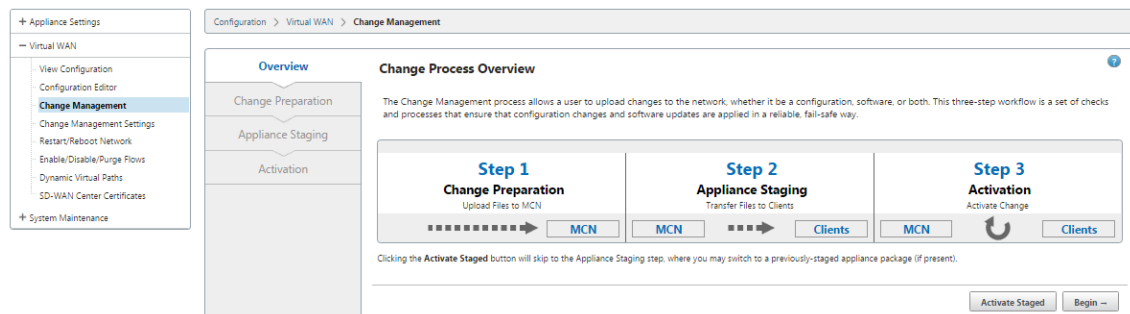 + Appliance Settings
− Virtual WAN
View Configuration
Configuration Editor
Change Management
Change Management Settings
Restart/Reboot Network
Enable/Disable/Purge Flows
Dynamic Virtual Paths
SD-WAN Center Certificates
+ System Maintenance
Configuration > Virtual WAN > Change Management
Overview
Change Preparation
Appliance Staging
Activation
Change Process Overview
?
The Change Management process allows a user to upload changes to the network, whether it be a configuration, software, or both. This three-step workflow is a set of checks
and processes that ensure that configuration changes and software updates are applied in a reliable, fail-safe way.
Step 1
Change Preparation
Upload Files to MCN
MCN
Step 2
Appliance Staging
Transfer Files to Clients
MCN Clients
Step 3
Activation
Activate Change
MCN Clients
Clicking the Activate Staged button will skip to the Appliance Staging step, where you may switch to a previously-staged appliance package (if present).
Activate Staged Begin →